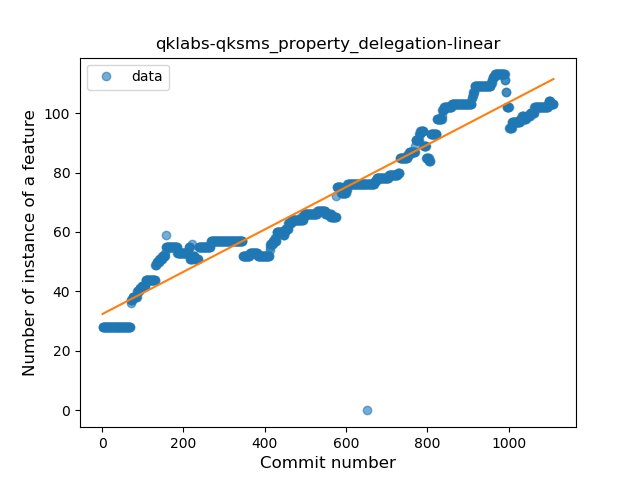 qklabs-qksms_property_delegation-linear
data
Number of instance of a feature
100
80
60
40
20
0
0 200 400 600 800 1000
Commit number